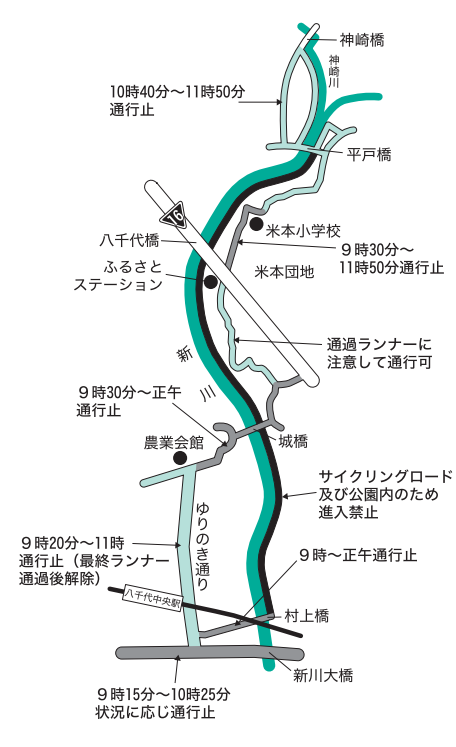 神崎橋
神崎川
10時40分〜11時50分
通行止
平戸橋
16
八千代橋
米本小学校
9時30分〜
11時50分通行止
ふるさと
ステーション
米本団地
通過ランナーに
注意して通行可
新川
9時30分〜正午
通行止
城橋
農業会館
サイクリングロード
及び公園内のため
進入禁止
ゆりのき通り
9時20分〜11時
通行止（最終ランナー
通過後解除）
9時〜正午通行止
八千代中央駅
村上橋
新川大橋
9時15分〜10時25分
状況に応じ通行止